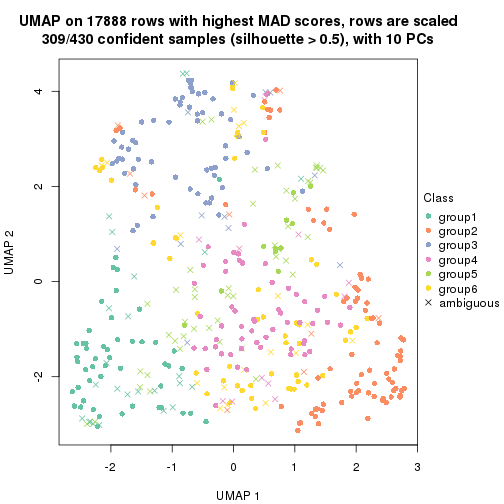 UMAP on 17888 rows with highest MAD scores, rows are scaled
309/430 confident samples (silhouette > 0.5), with 10 PCs
4
2
0
-2
UMAP 2
-2
-1
0
1
2
3
UMAP 1
Class
group1
group2
group3
group4
group5
group6
ambiguous